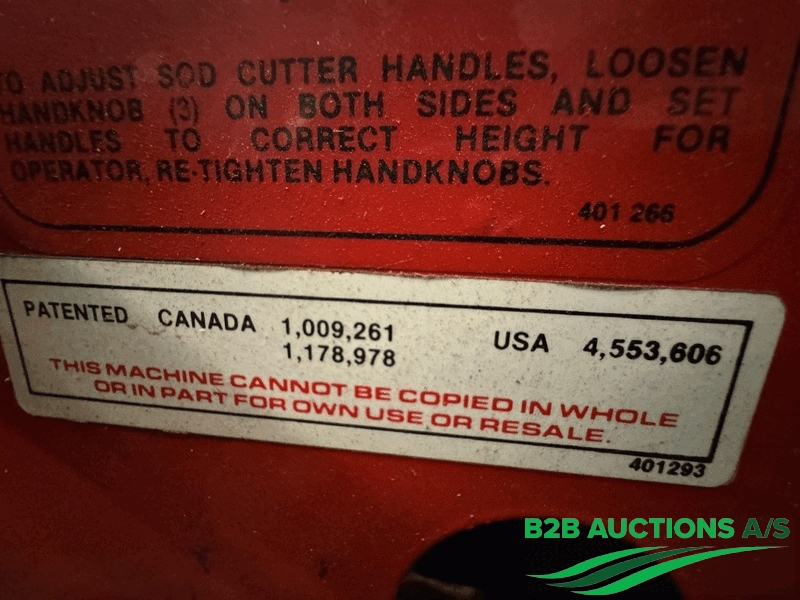 TO ADJUST SOD CUTTER HANDLES, LOOSEN
HANDKNOB (3) ON BOTH SIDES AND SET
HANDLES TO CORRECT HEIGHT FOR
OPERATOR, RE-TIGHTEN HANDKNOBS.
401 266
PATENTED CANADA 1,009,261 USA 4,553,606
1,178,978
THIS MACHINE CANNOT BE COPIED IN WHOLE
OR IN PART FOR OWN USE OR RESALE.
401293
B2B AUCTIONS A/S